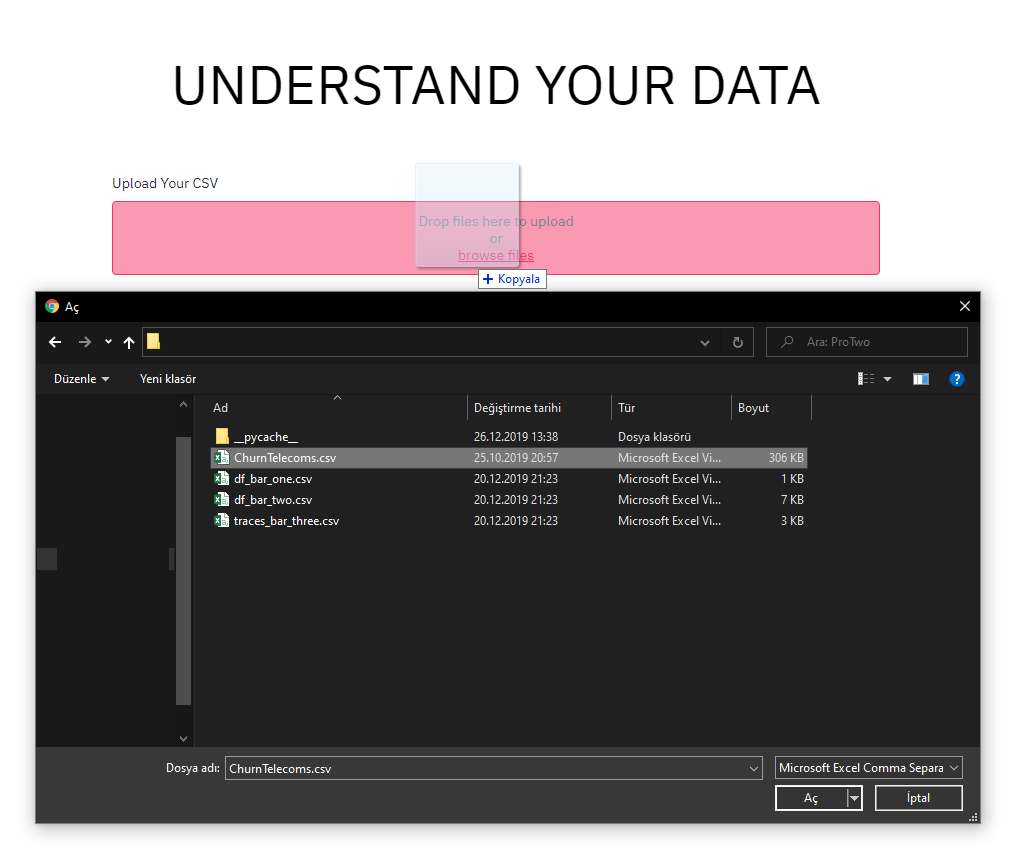 UNDERSTAND YOUR DATA
Upload Your CSV
Drop files here to upload
or
browse files
Kopyala
Aç
Ara: ProTwo
Düzenle Yeni klasör
Ad Değiştirme tarihi Tür Boyut
__pycache__ 26.12.2019 13:38 Dosya klasörü
ChurnTelecoms.csv 25.10.2019 20:57 Microsoft Excel Vi... 306 KB
df_bar_one.csv 20.12.2019 21:23 Microsoft Excel Vi... 1 KB
df_bar_two.csv 20.12.2019 21:23 Microsoft Excel Vi... 7 KB
traces_bar_three.csv 20.12.2019 21:23 Microsoft Excel Vi... 3 KB
Dosya adı: ChurnTelecoms.csv Microsoft Excel Comma Separa
Aç İptal